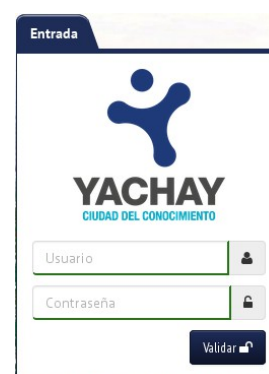 Entrada
YACHAY
CIUDAD DEL CONOCIMIENTO
Usuario
Contraseña
Validar